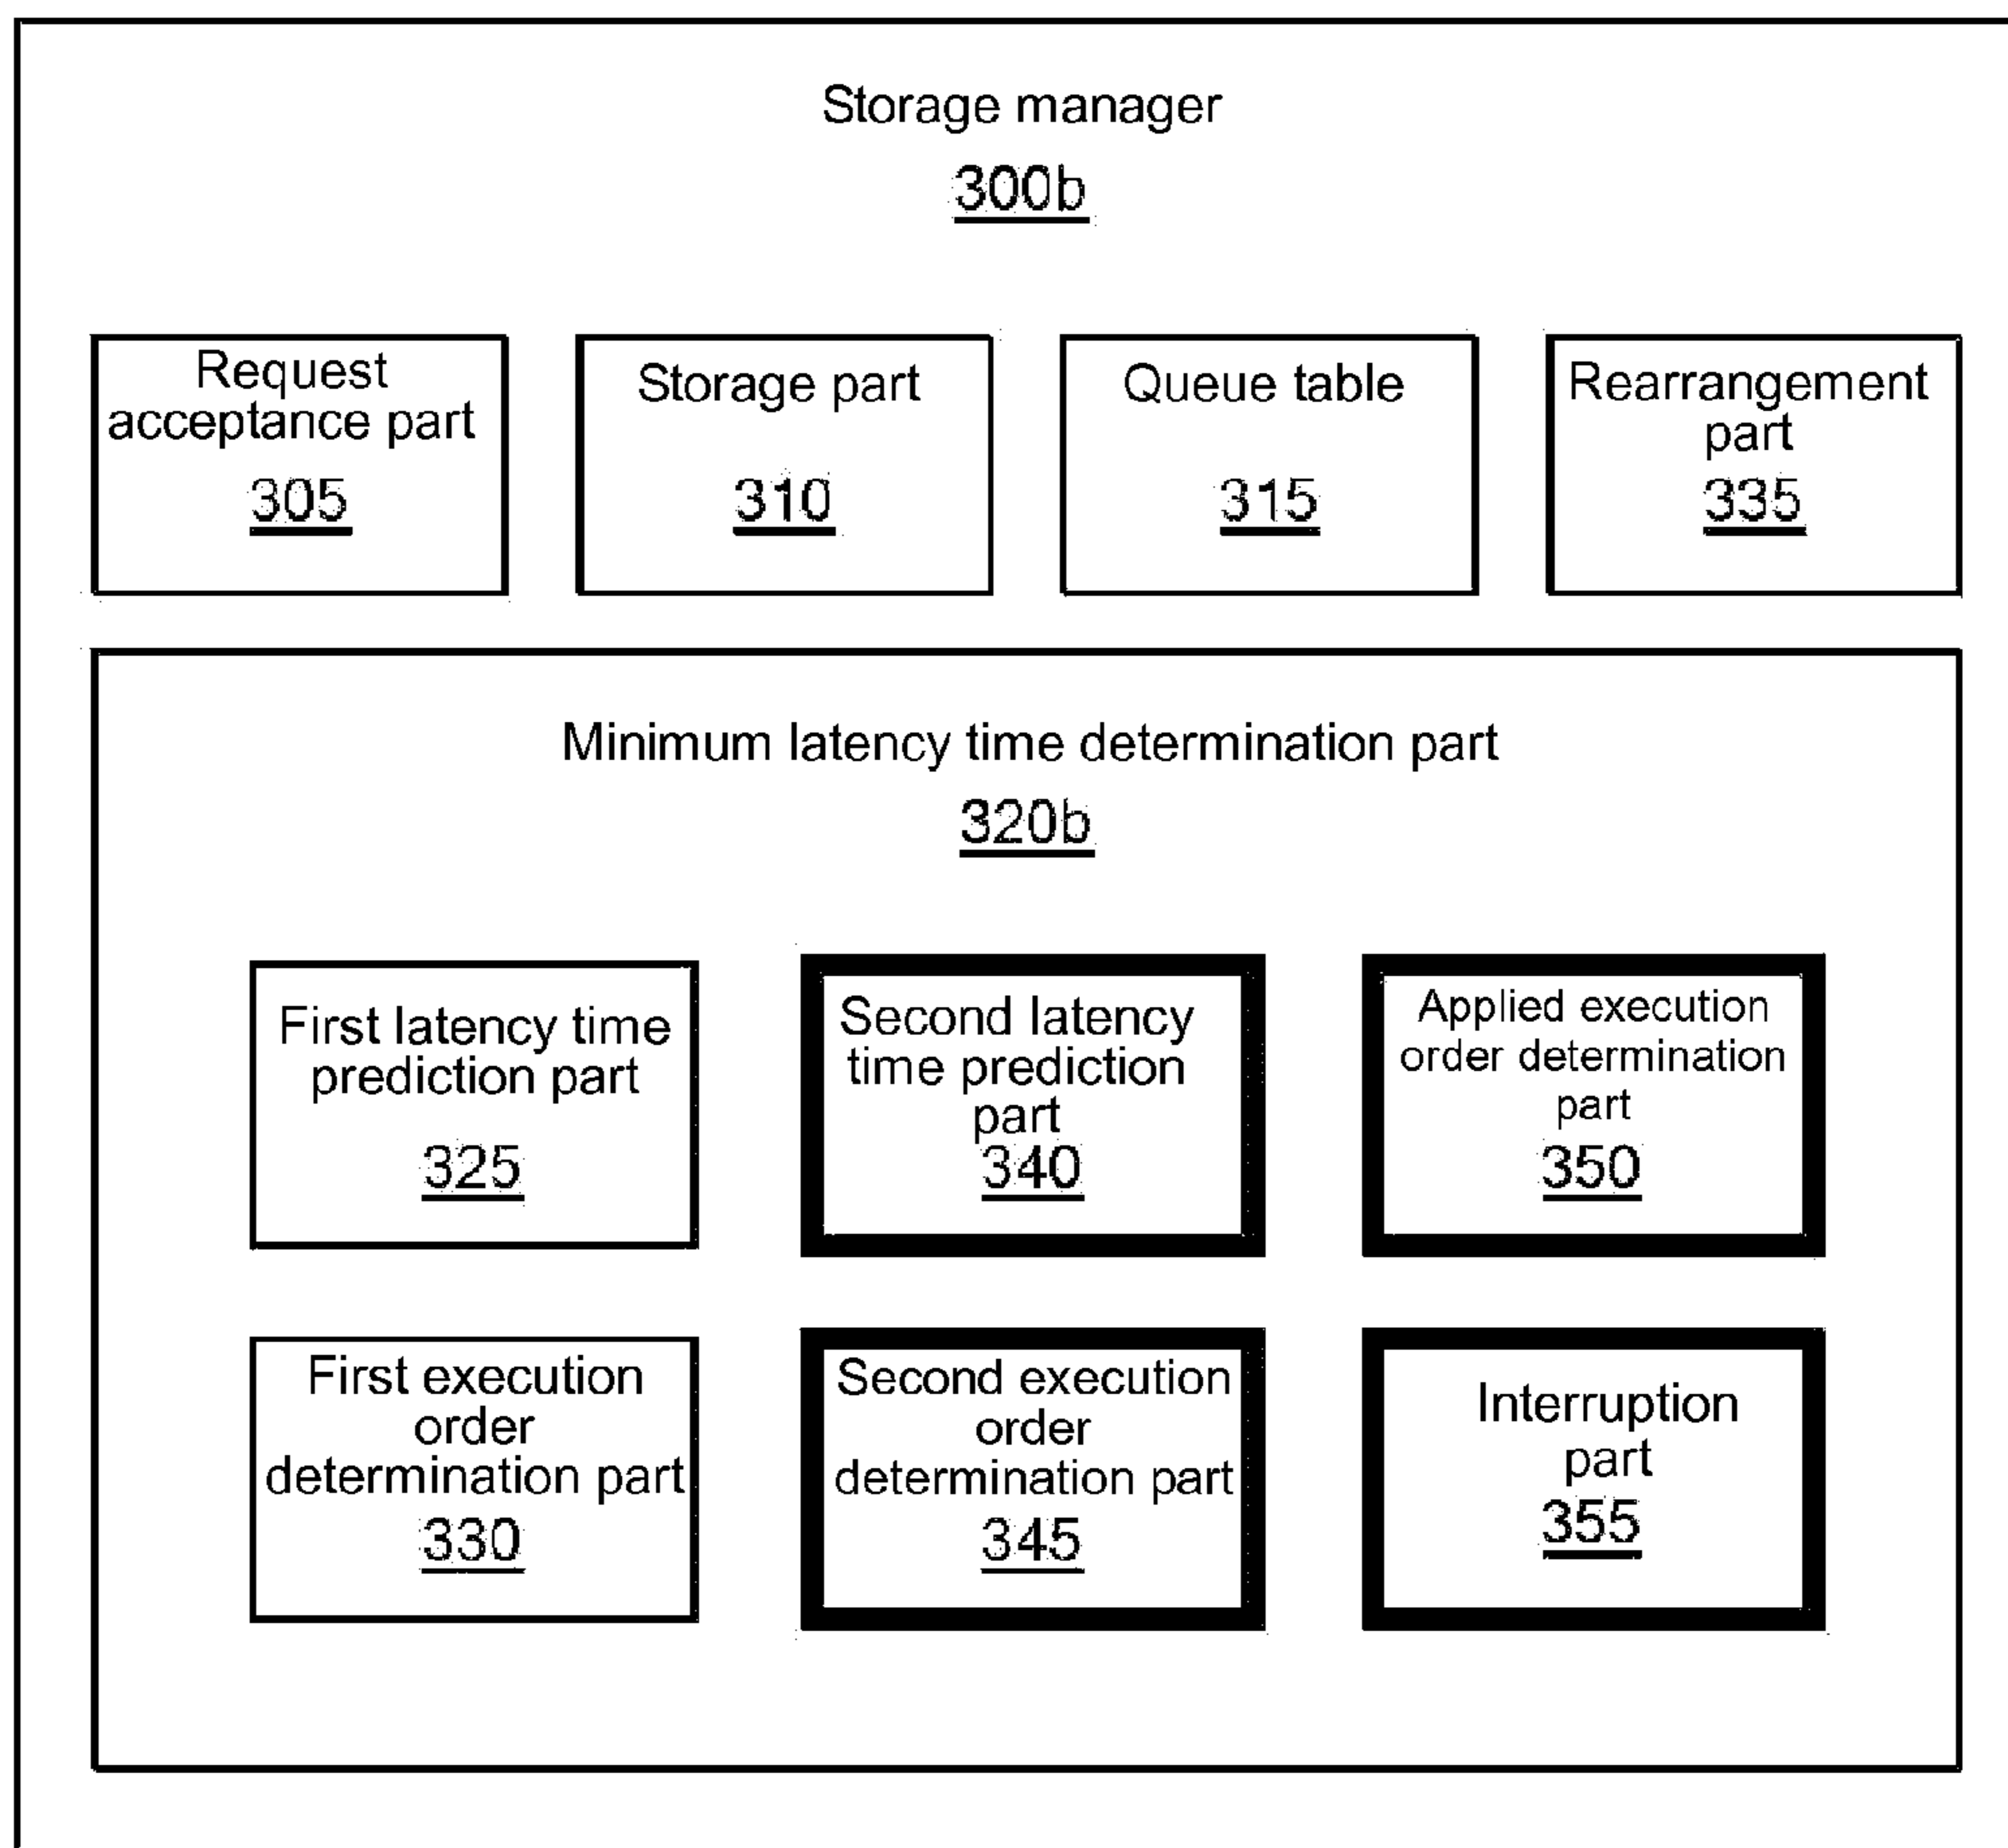 Storage manager
300b
Request
acceptance part
305
Storage part
310
Queue table
315
Rearrangement
part
335
Minimum latency time determination part
320b
First latency time
prediction part
325
Second latency
time prediction
part
340
Applied execution
order determination
part
350
First execution
order
determination part
330
Second execution
order
determination part
345
Interruption
part
355